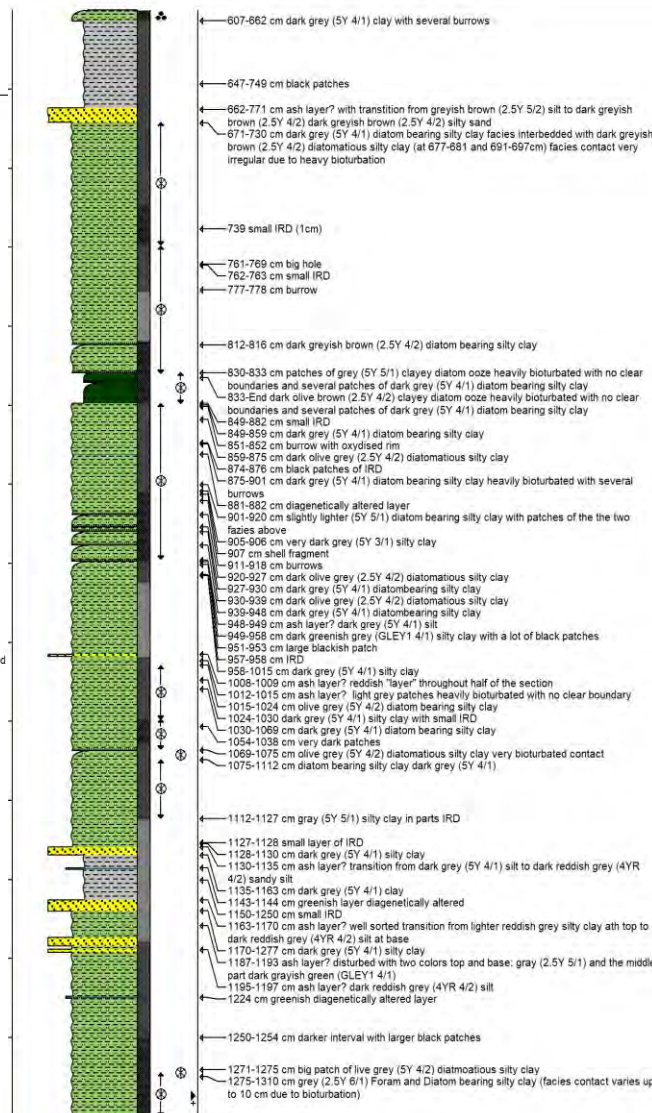 607-662 cm dark grey (5Y 4/1) clay with several burrows
647-749 cm black patches
662-771 cm ash layer? with transtition from greyish brown (2.5Y 5/2) silt to dark greyish
brown (2.5Y 4/2) dark greyish brown (2.5Y 4/2) silty sand
671-730 cm dark grey (5Y 4/1) diatom bearing silty clay facies interbedded with dark greyish
brown (2.5Y 4/2) diatomatious silty clay (at 677-681 and 691-697cm) facies contact very
irregular due to heavy bioturbation
739 small IRD (1cm)
761-769 cm big hole
762-763 cm small IRD
777-778 cm burrow
812-816 cm dark greyish brown (2.5Y 4/2) diatom bearing silty clay
830-833 cm patches of grey (5Y 5/1) clayey diatom ooze heavily bioturbated with no clear
boundaries and several patches of dark grey (5Y 4/1) diatom bearing silty clay
833-End dark olive brown (2.5Y 4/2) clayey diatom ooze heavily bioturbated with no clear
boundaries and several patches of dark grey (5Y 4/1) diatom bearing silty clay
849-882 cm small IRD
849-859 cm dark grey (5Y 4/1) diatom bearing silty clay
851-852 cm burrow with oxydised rim
859-875 cm dark olive grey (2.5Y 4/2) diatomatious silty clay
874-876 cm black patches of IRD
875-901 cm dark grey (5Y 4/1) diatom bearing silty clay heavily bioturbated with several
burrows
881-882 cm diagenetically altered layer
901-920 cm slightly lighter (5Y 5/1) diatom bearing silty clay with patches of the the two
fazies above
905-906 cm very dark grey (5Y 3/1) silty clay
907 cm shell fragment
911-918 cm burrows
920-927 cm dark olive grey (2.5Y 4/2) diatomatious silty clay
927-930 cm dark grey (5Y 4/1) diatombearing silty clay
930-939 cm dark olive grey (2.5Y 4/2) diatomatious silty clay
939-948 cm dark grey (5Y 4/1) diatombearing silty clay
948-949 cm ash layer? dark grey (5Y 4/1) silt
949-958 cm dark greenish grey (GLEY1 4/1) silty clay with a lot of black patches
951-953 cm large blackish patch
957-958 cm IRD
958-1015 cm dark grey (5Y 4/1) silty clay
d
1008-1009 cm ash layer? reddish "layer" throughout half of the section
1012-1015 cm ash layer? light grey patches heavily bioturbated with no clear boundary
1015-1024 cm olive grey (5Y 4/2) diatom bearing silty clay
1024-1030 dark grey (5Y 4/1) silty clay with small IRD
1030-1069 cm dark grey (5Y 4/1) diatom bearing silty clay
1054-1038 cm very dark patches
1069-1075 cm olive grey (5Y 4/2) diatomatious silty clay very bioturbated contact
1075-1112 cm diatom bearing silty clay dark grey (5Y 4/1)
1112-1127 cm gray (5Y 5/1) silty clay in parts IRD
1127-1128 small layer of IRD
1128-1130 cm dark grey (5Y 4/1) silty clay
1130-1135 cm ash layer? transition from dark grey (5Y 4/1) silt to dark reddish grey (4YR
4/2) sandy silt
1135-1163 cm dark grey (5Y 4/1) clay
1143-1144 cm greenish layer diagenetically altered
1150-1250 cm small IRD
1163-1170 cm ash layer? well sorted transition from lighter reddish grey silty clay ath top to
dark reddish grey (4YR 4/2) silt at base
1170-1277 cm dark grey (5Y 4/1) silty clay
1187-1193 ash layer? disturbed with two colors top and base: gray (2.5Y 5/1) and the middle
part dark grayish green (GLEY1 4/1)
1195-1197 cm ash layer? dark reddish grey (4YR 4/2) silt
1224 cm greenish diagenetically altered layer
1250-1254 cm darker interval with larger black patches
1271-1275 cm big patch of live grey (5Y 4/2) diatmoatious silty clay
1275-1310 cm grey (2.5Y 6/1) Foram and Diatom bearing silty clay (facies contact varies up
to 10 cm due to bioturbation)